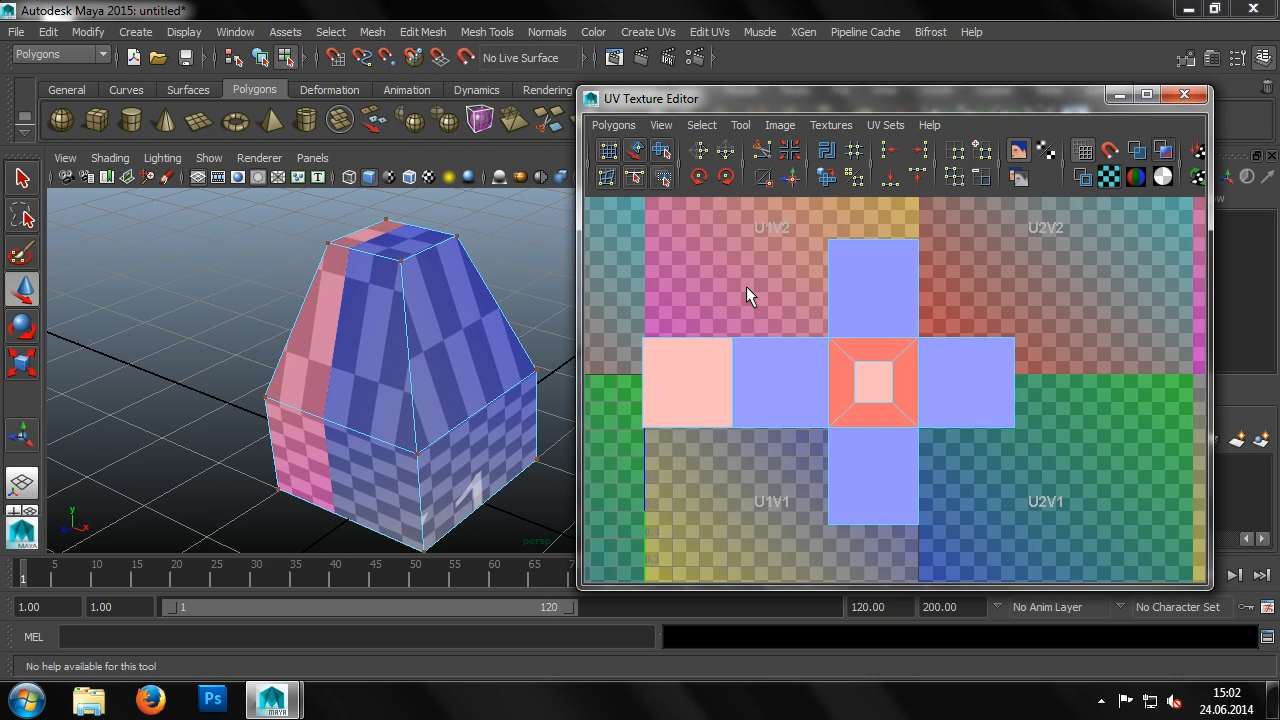 Autodesk Maya 2015: untitled*
File Edit Modify Create Display Window Assets Select Mesh Edit Mesh Mesh Tools Normals Color Create UVs Edit UVs Muscle XGen Pipeline Cache Bifrost Help
Polygons
No Live Surface
General Curves Surfaces Polygons Deformation Animation Dynamics Rendering
UV Texture Editor
Polygons View Select Tool Image Textures UV Sets Help
View Shading Lighting Show Renderer Panels
U1V2 U2V2
U1V1 U2V1
y
x
persp
MAYA
1 5 10 15 20 25 30 35 40 45 50 55 60 65
1.00 1.00 1 120 120.00 200.00 No Anim Layer No Character Set
MEL
No help available for this tool
Ps
MAYA
15:02
24.06.2014